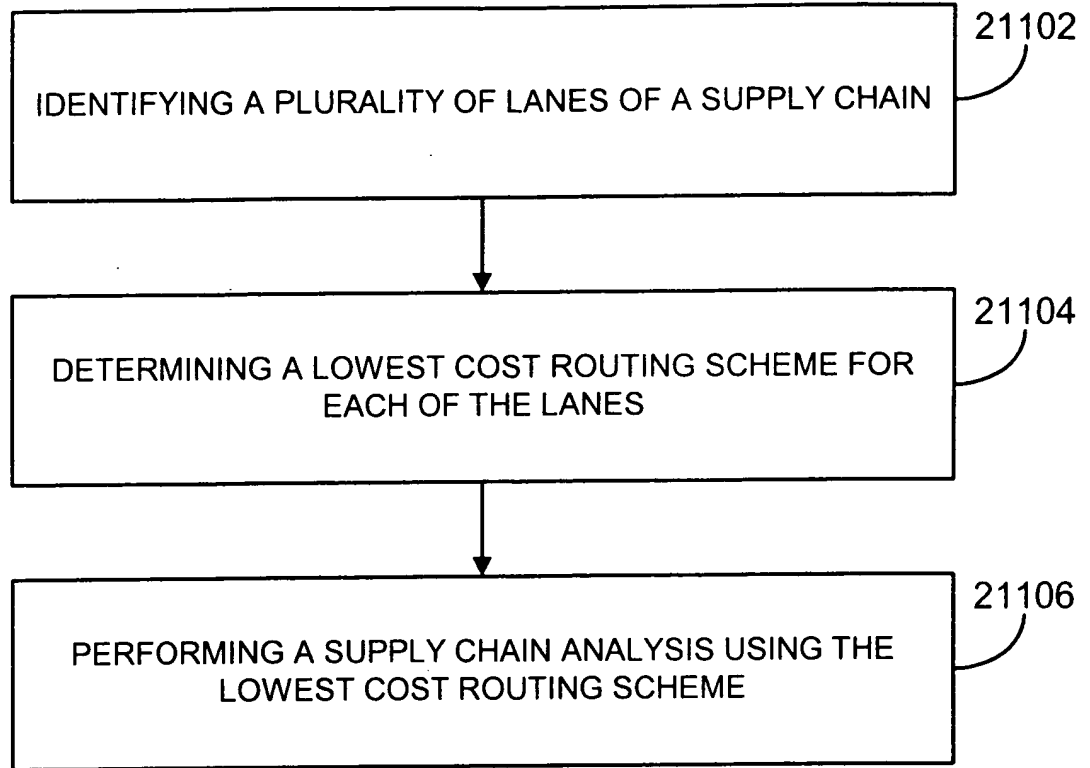 21102
IDENTIFYING A PLURALITY OF LANES OF A SUPPLY CHAIN
21104
DETERMINING A LOWEST COST ROUTING SCHEME FOR
EACH OF THE LANES
21106
PERFORMING A SUPPLY CHAIN ANALYSIS USING THE
LOWEST COST ROUTING SCHEME